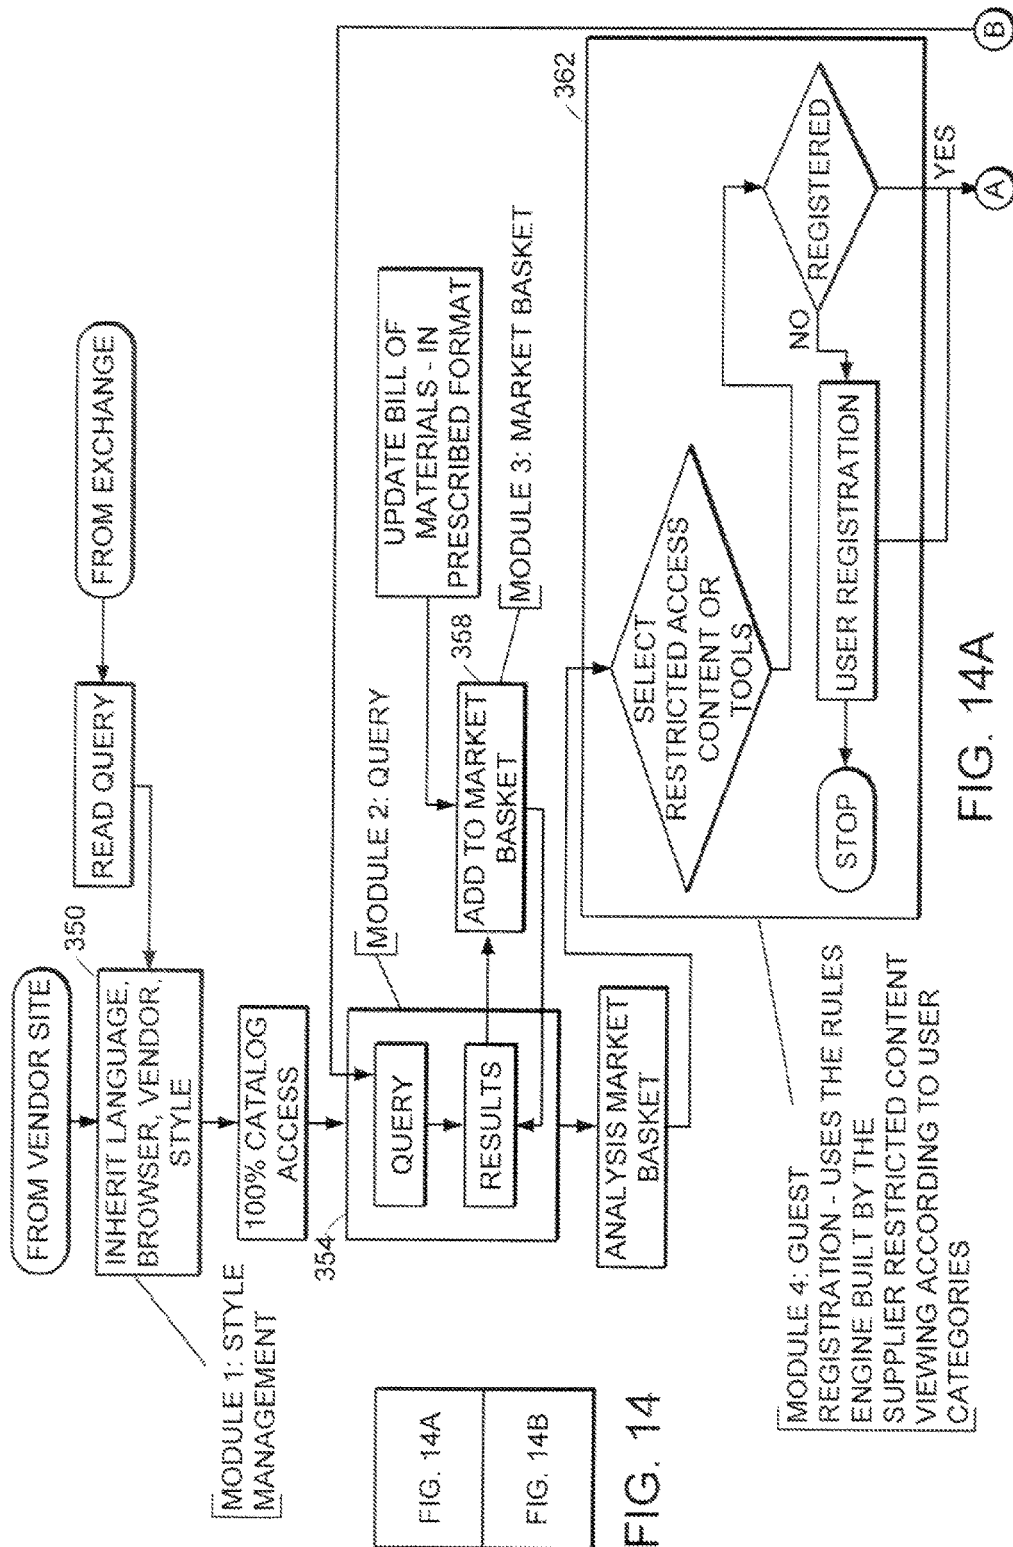 FROM VENDOR SITE
FROM EXCHANGE
350
INHERIT LANGUAGE,
BROWSER, VENDOR,
STYLE
READ QUERY
MODULE 1: STYLE
MANAGEMENT
100% CATALOG
ACCESS
354
MODULE 2: QUERY
QUERY
RESULTS
UPDATE BILL OF
MATERIALS - IN
PRESCRIBED FORMAT
358
ADD TO MARKET
BASKET
MODULE 3: MARKET BASKET
ANALYSIS MARKET
BASKET
362
SELECT
RESTRICTED ACCESS
CONTENT OR
TOOLS
REGISTERED
NO
YES
USER REGISTRATION
STOP
A
B
MODULE 4: GUEST
REGISTRATION - USES THE RULES
ENGINE BUILT BY THE
SUPPLIER RESTRICTED CONTENT
VIEWING ACCORDING TO USER
CATEGORIES
FIG. 14A
FIG. 14A
FIG. 14B
FIG. 14